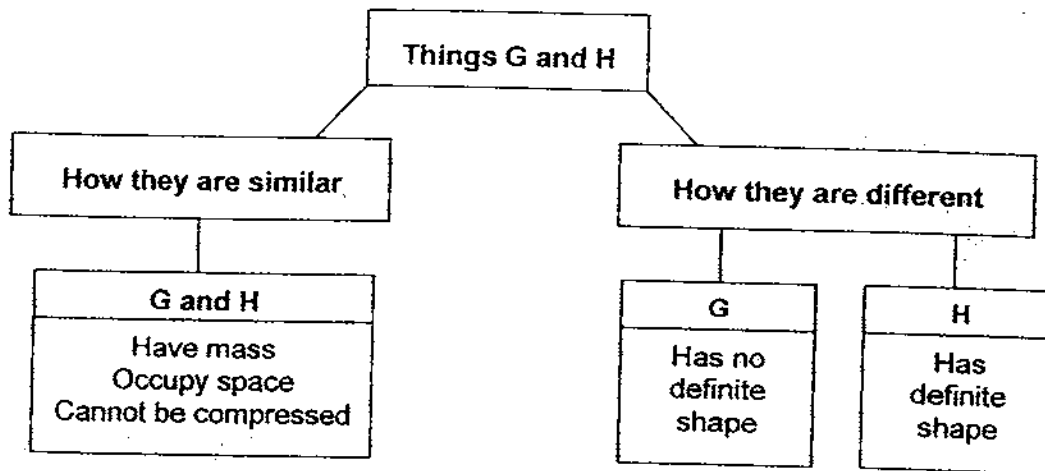 Things G and H
How they are similar
How they are different
G and H
Have mass
Occupy space
Cannot be compressed
G
Has no
definite
shape
H
Has
definite
shape